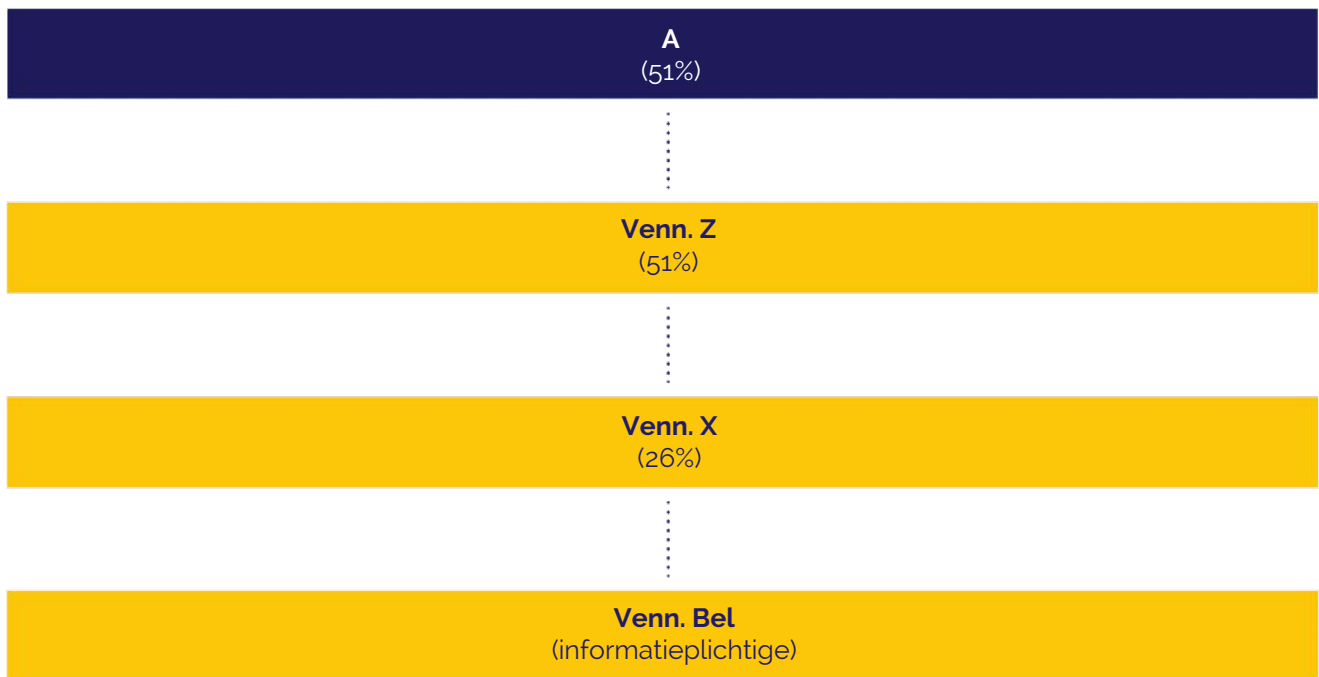 A
(51%)
Venn. Z
(51%)
Venn. X
(26%)
Venn. Bel
(informatieplichtige)